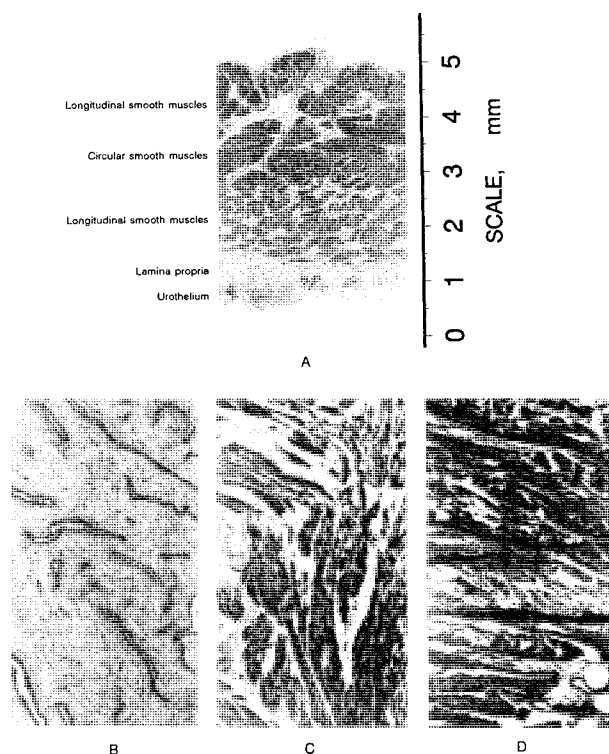 Longitudinal smooth muscles
Circular smooth muscles
Longitudinal smooth muscles
Lamina propria
Urothelium
5
4
3
2
1
0
SCALE, mm
A
B
C
D